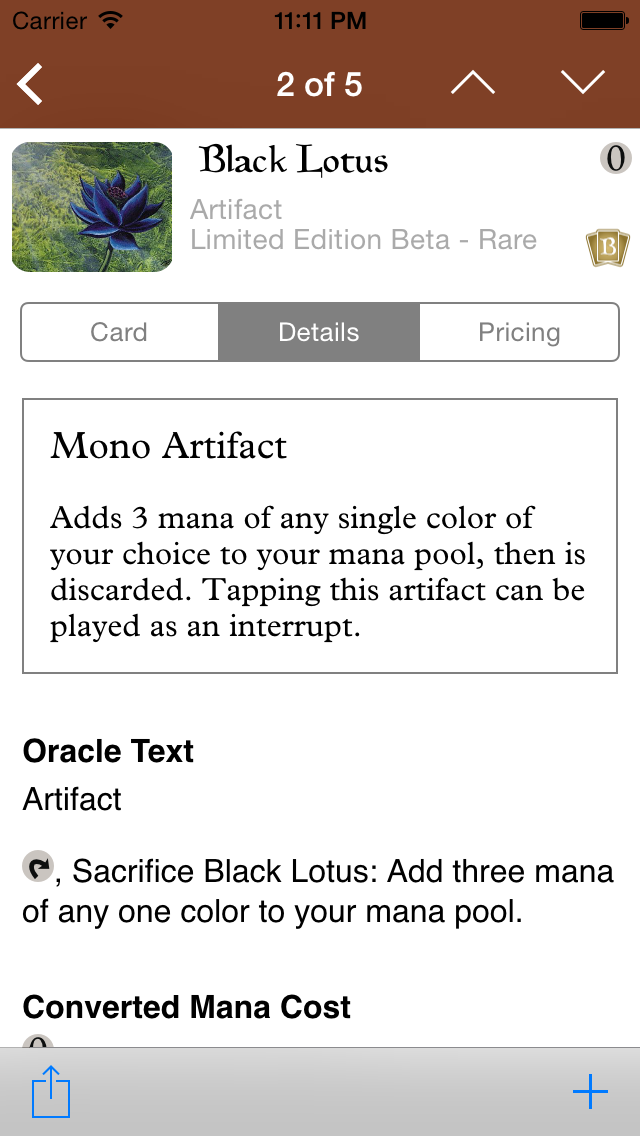 Carrier 11:11 PM
2 of 5
Black Lotus 0
Artifact
Limited Edition Beta - Rare
B
Card Details Pricing
Mono Artifact
Adds 3 mana of any single color of
your choice to your mana pool, then is
discarded. Tapping this artifact can be
played as an interrupt.
Oracle Text
Artifact
, Sacrifice Black Lotus: Add three mana
of any one color to your mana pool.
Converted Mana Cost
0